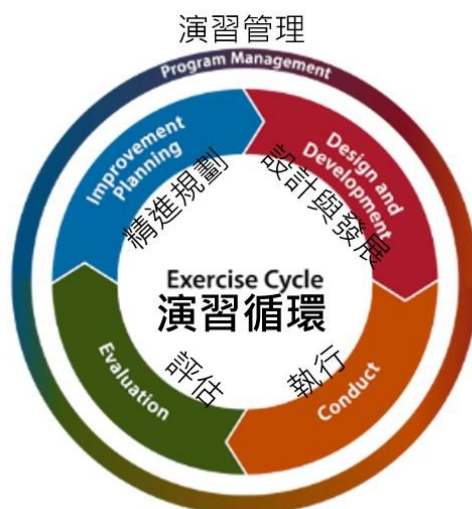 演習管理
Program Management
Improvement
Planning
精進規劃
Design and
Development
設計與發展
Exercise Cycle
演習循環
Evaluation
評估
執行
Conduct